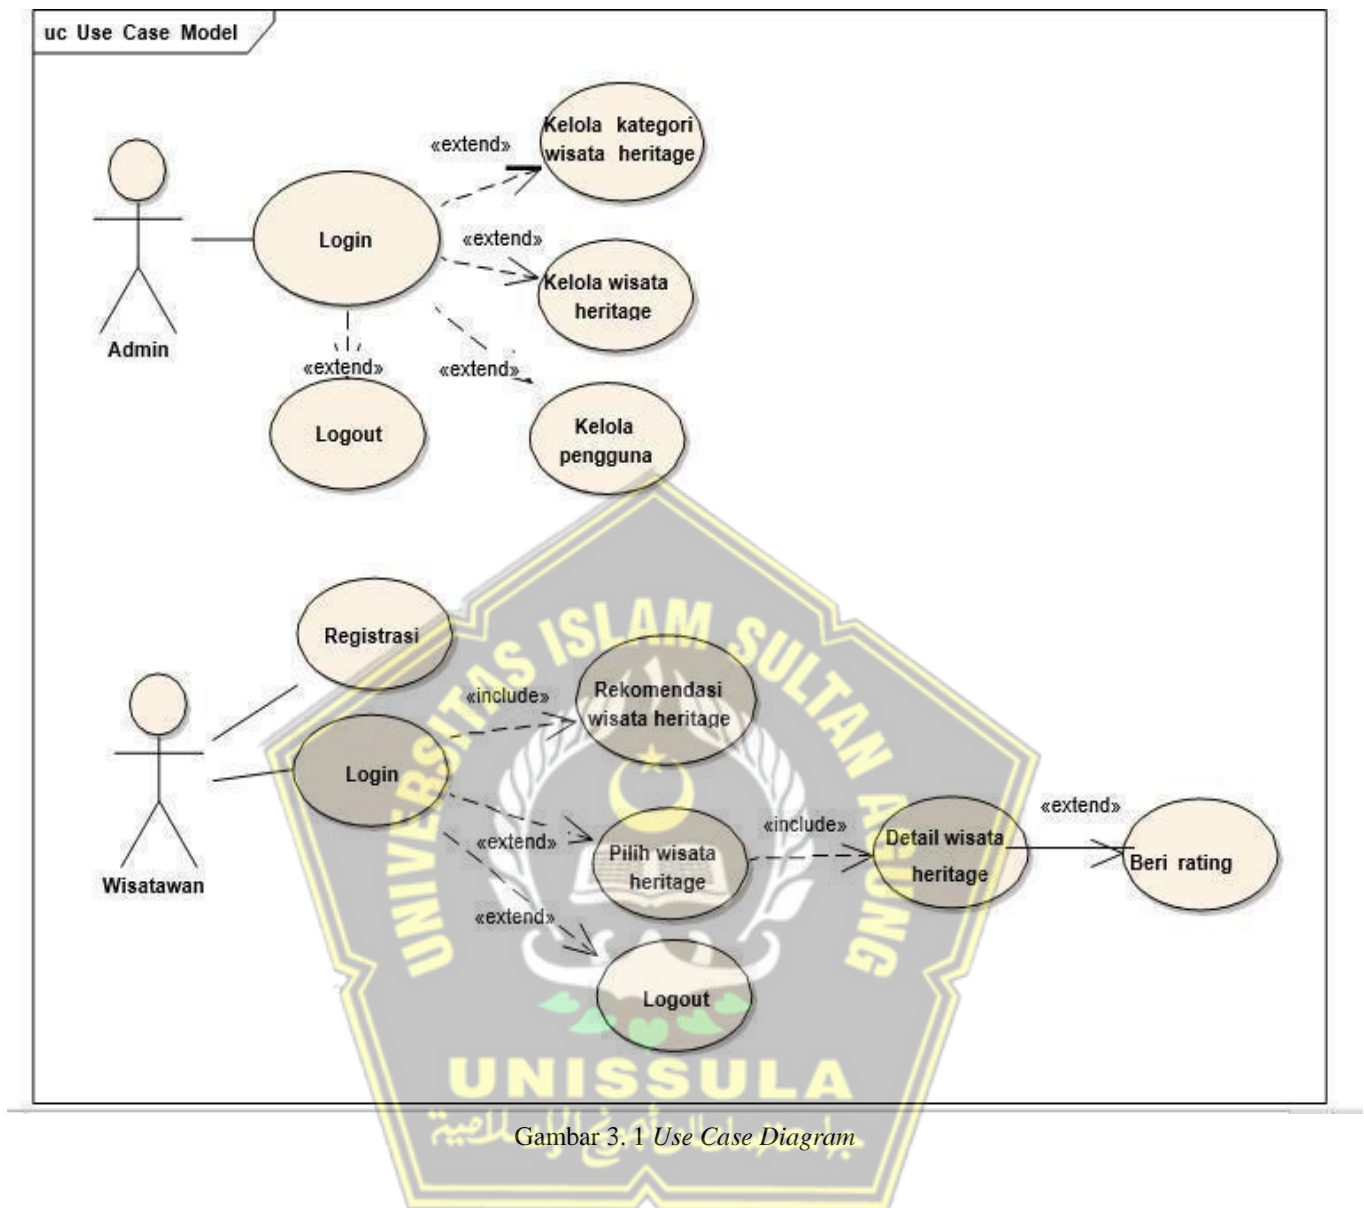 uc Use Case Model
«extend»
Kelola kategori
wisata heritage
Login
«extend»
Kelola wisata
heritage
Admin
«extend»
«extend»
Logout
Kelola
pengguna
Registrasi
«include»
Rekomendasi
wisata heritage
Login
«extend»
Pilih wisata
heritage
«include»
Detail wisata
heritage
«extend»
Beri rating
Wisatawan
«extend»
Logout
UNIVERSITAS ISLAM SULTAN AGUNG
UNISSULA
Gambar 3. 1 Use Case Diagram